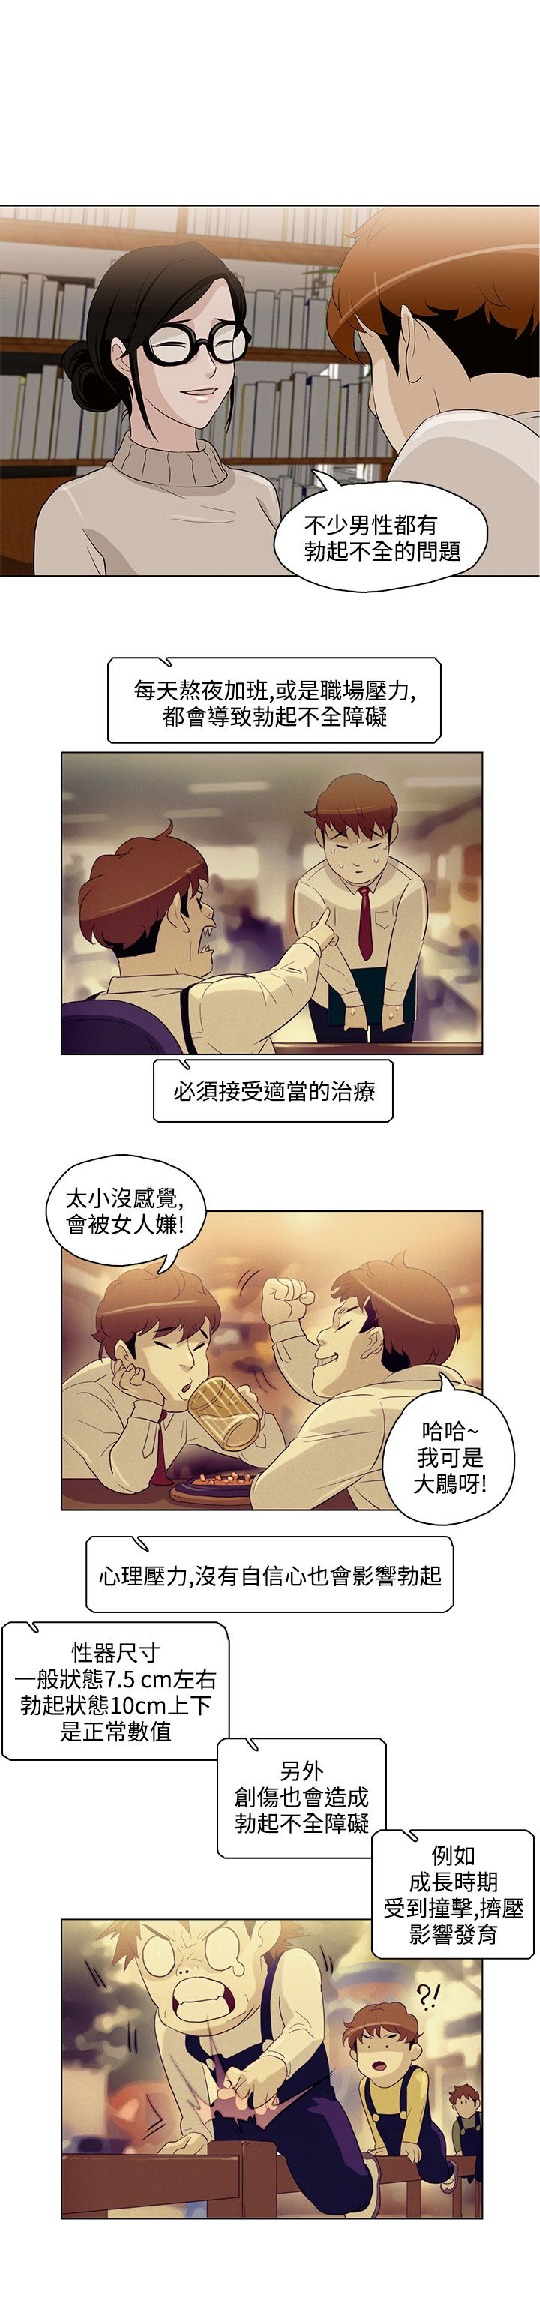 不少男性都有
勃起不全的問題
每天熬夜加班,或是職場壓力,
都會導致勃起不全障礙
必須接受適當的治療
太小沒感覺,
會被女人嫌!
哈哈~
我可是
大鵰呀!
心理壓力,沒有自信心也會影響勃起
性器尺寸
一般狀態7.5 cm左右
勃起狀態10cm上下
是正常數值
另外
創傷也會造成
勃起不全障礙
例如
成長時期
受到撞擊,擠壓
影響發育
?!